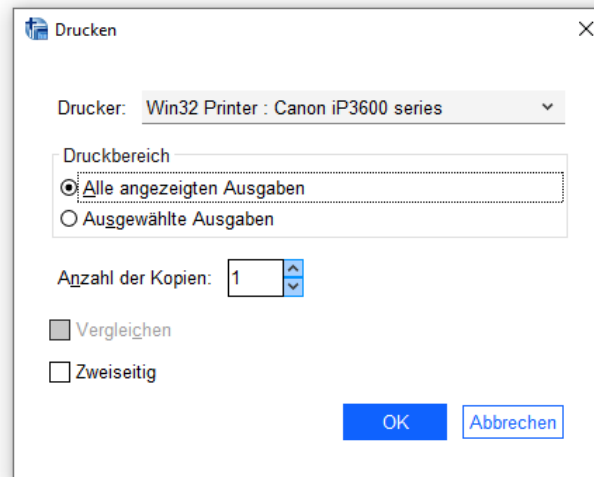 Drucken
Drucker: Win32 Printer : Canon iP3600 series
Druckbereich
Alle angezeigten Ausgaben
Ausgewählte Ausgaben
Anzahl der Kopien: 1
Vergleichen
Zweiseitig
OK Abbrechen